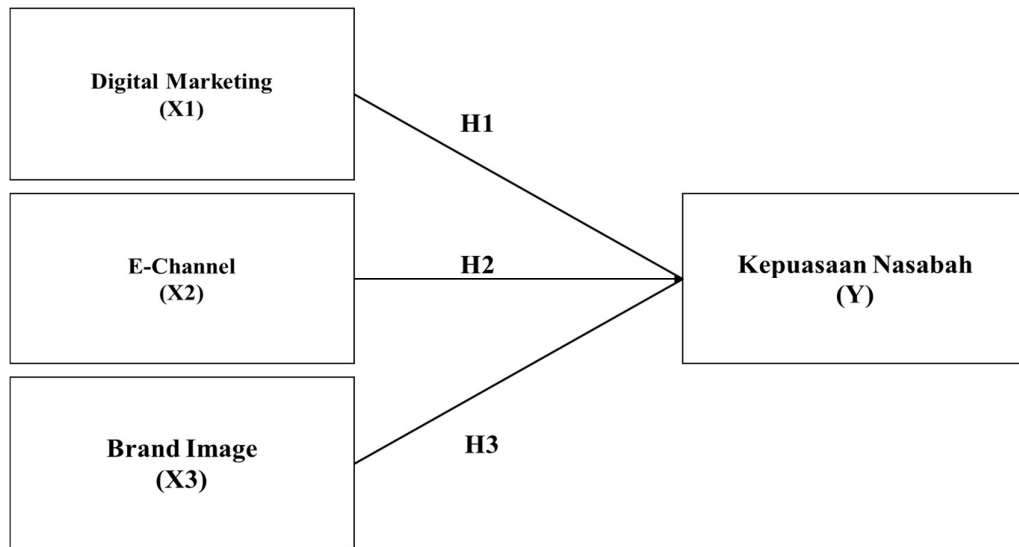 Digital Marketing
(X1)
H1
E-Channel
(X2)
H2
Kepuasaan Nasabah
(Y)
Brand Image
(X3)
H3